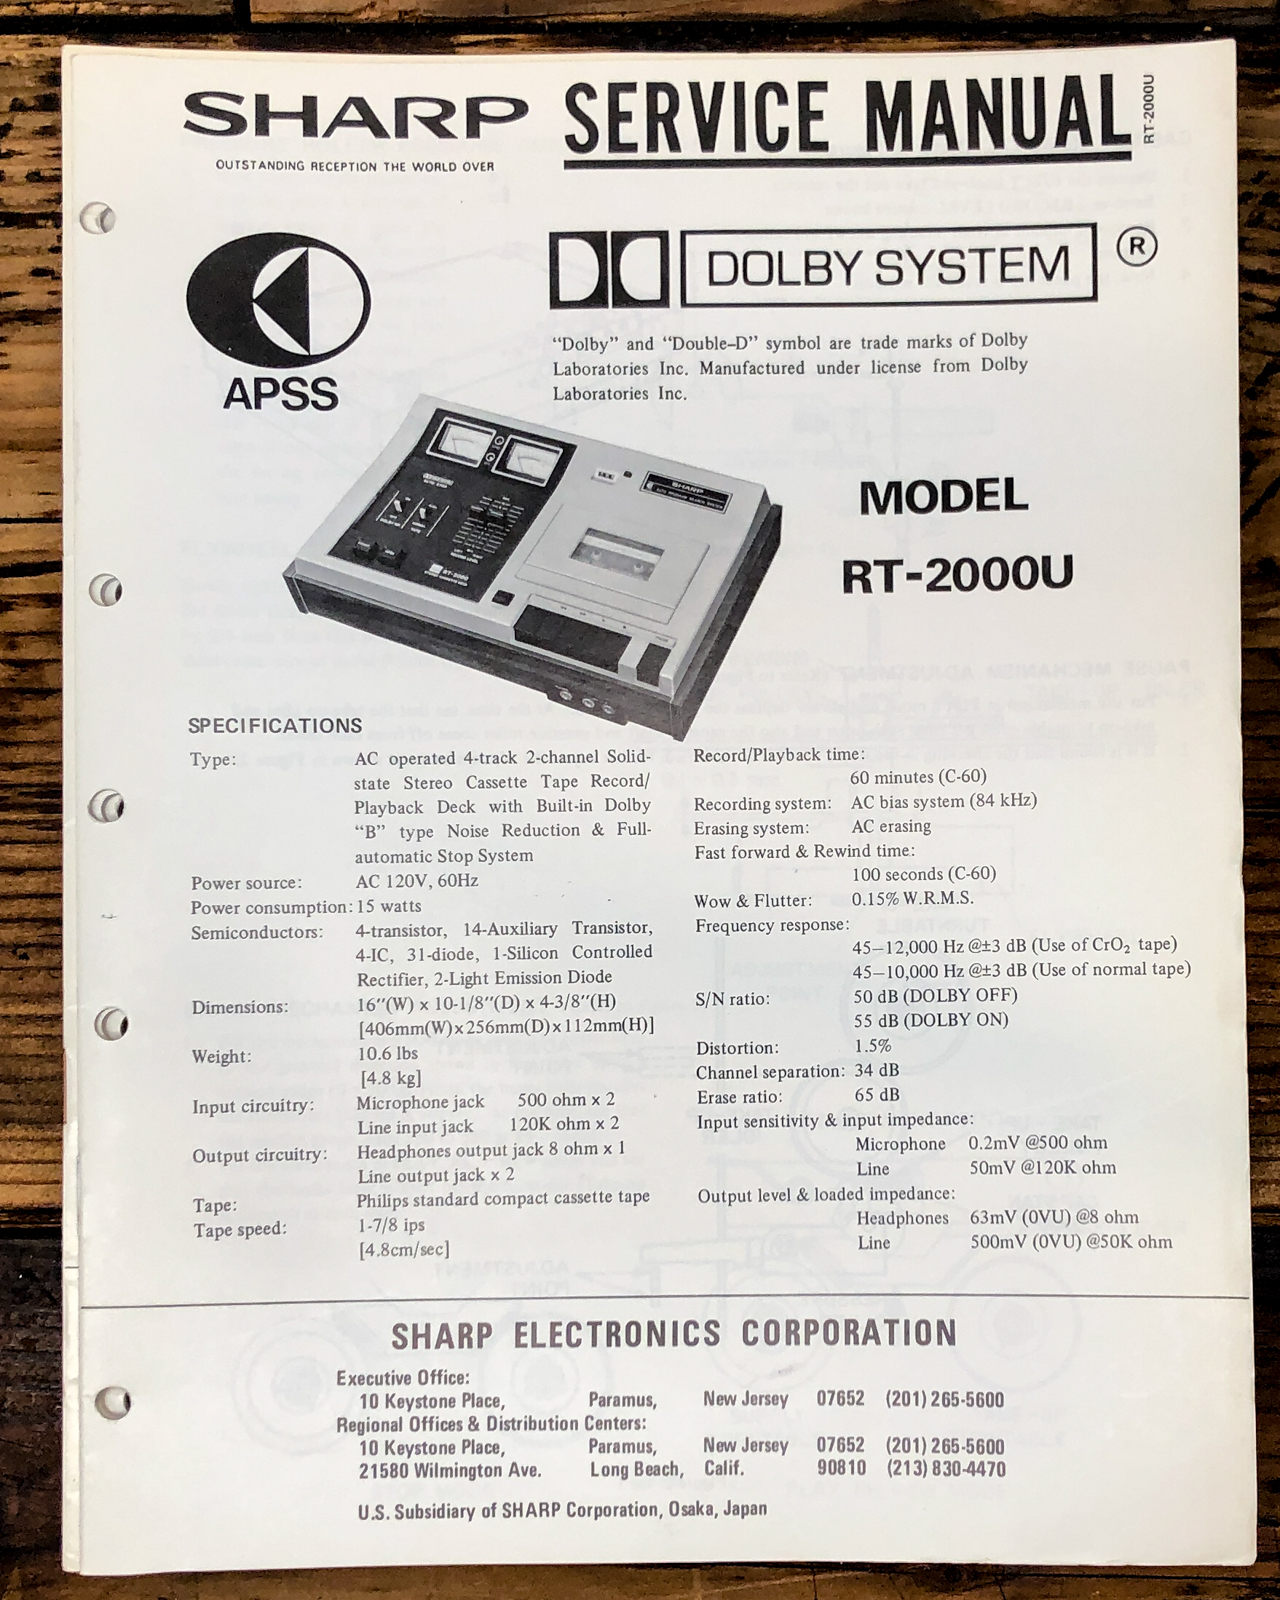 SHARP SERVICE MANUAL
RT-2000U
OUTSTANDING RECEPTION THE WORLD OVER
DOLBY SYSTEM ®
APSS
“Dolby” and “Double–D” symbol are trade marks of Dolby
Laboratories Inc. Manufactured under license from Dolby
Laboratories Inc.
SHARP
RT-2000
MODEL
RT-2000U
SPECIFICATIONS
Type: AC operated 4-track 2-channel Solid-
state Stereo Cassette Tape Record/
Playback Deck with Built-in Dolby
“B” type Noise Reduction & Full-
automatic Stop System
Power source: AC 120V, 60Hz
Power consumption: 15 watts
Semiconductors: 4-transistor, 14-Auxiliary Transistor,
4-IC, 31-diode, 1-Silicon Controlled
Rectifier, 2-Light Emission Diode
Dimensions: 16″(W) x 10-1/8″(D) x 4-3/8″(H)
[406mm(W)x256mm(D)x112mm(H)]
Weight: 10.6 lbs
[4.8 kg]
Input circuitry: Microphone jack 500 ohm x 2
Line input jack 120K ohm x 2
Output circuitry: Headphones output jack 8 ohm x 1
Line output jack x 2
Tape: Philips standard compact cassette tape
Tape speed: 1-7/8 ips
[4.8cm/sec]
Record/Playback time:
60 minutes (C-60)
Recording system: AC bias system (84 kHz)
Erasing system: AC erasing
Fast forward & Rewind time:
100 seconds (C-60)
Wow & Flutter: 0.15% W.R.M.S.
Frequency response:
45–12,000 Hz @±3 dB (Use of CrO₂ tape)
45–10,000 Hz @±3 dB (Use of normal tape)
S/N ratio: 50 dB (DOLBY OFF)
55 dB (DOLBY ON)
Distortion: 1.5%
Channel separation: 34 dB
Erase ratio: 65 dB
Input sensitivity & input impedance:
Microphone 0.2mV @500 ohm
Line 50mV @120K ohm
Output level & loaded impedance:
Headphones 63mV (0VU) @8 ohm
Line 500mV (0VU) @50K ohm
SHARP ELECTRONICS CORPORATION
Executive Office:
10 Keystone Place, Paramus, New Jersey 07652 (201) 265-5600
Regional Offices & Distribution Centers:
10 Keystone Place, Paramus, New Jersey 07652 (201) 265-5600
21580 Wilmington Ave. Long Beach, Calif. 90810 (213) 830-4470
U.S. Subsidiary of SHARP Corporation, Osaka, Japan